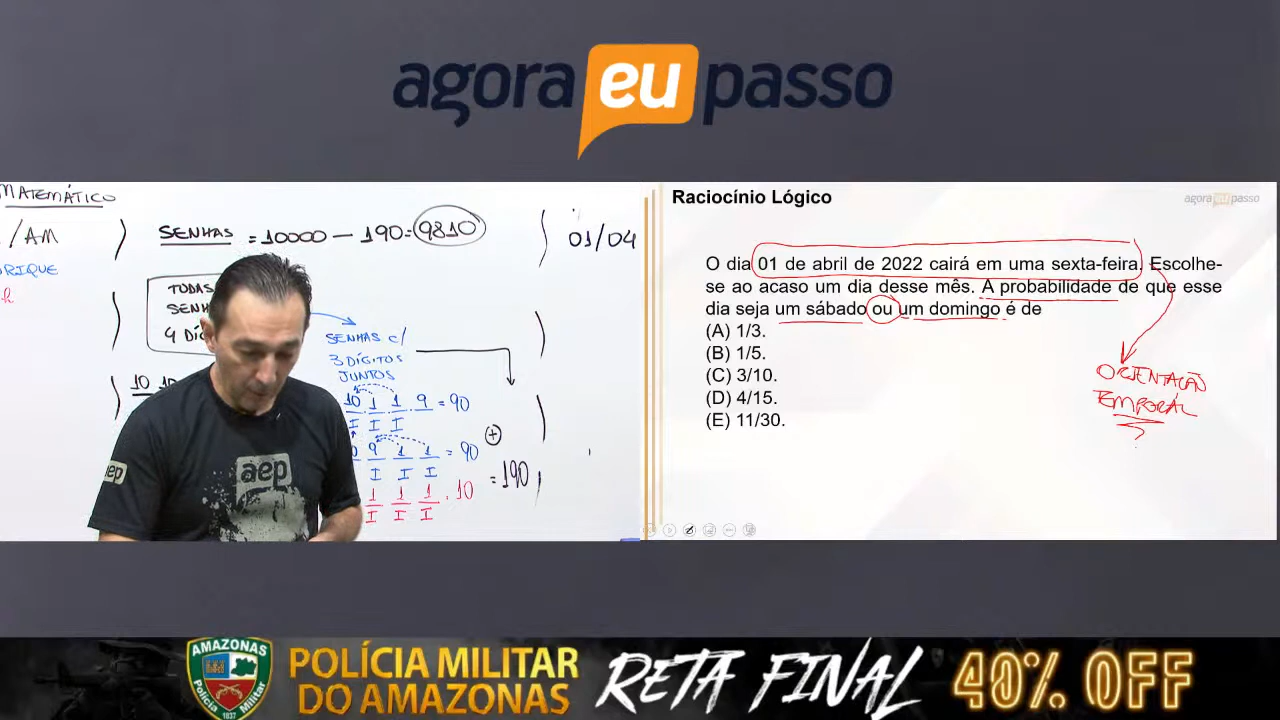 agora eu passo
MATEMÁTICO
/AM
SENHAS = 10000 - 190 = 9810
01/04
RIQUE
TODAS
SENH
4 DÍG
SENHAS C/
3 DÍGITOS
JUNTOS
10 1 1 9 = 90
I I I
9 1 1 = 90
I I I
+
= 190
1 1 1 . 10
I I I
10
aep
aep
Raciocínio Lógico
agora eu passo
O dia 01 de abril de 2022 cairá em uma sexta-feira. Escolhe-
se ao acaso um dia desse mês. A probabilidade de que esse
dia seja um sábado ou um domingo é de
(A) 1/3.
(B) 1/5.
(C) 3/10.
(D) 4/15.
(E) 11/30.
ORIENTAÇÃO
TEMPORAL
?
AMAZONAS
Polícia Militar
1837
POLÍCIA MILITAR
DO AMAZONAS
RETA FINAL
40% OFF